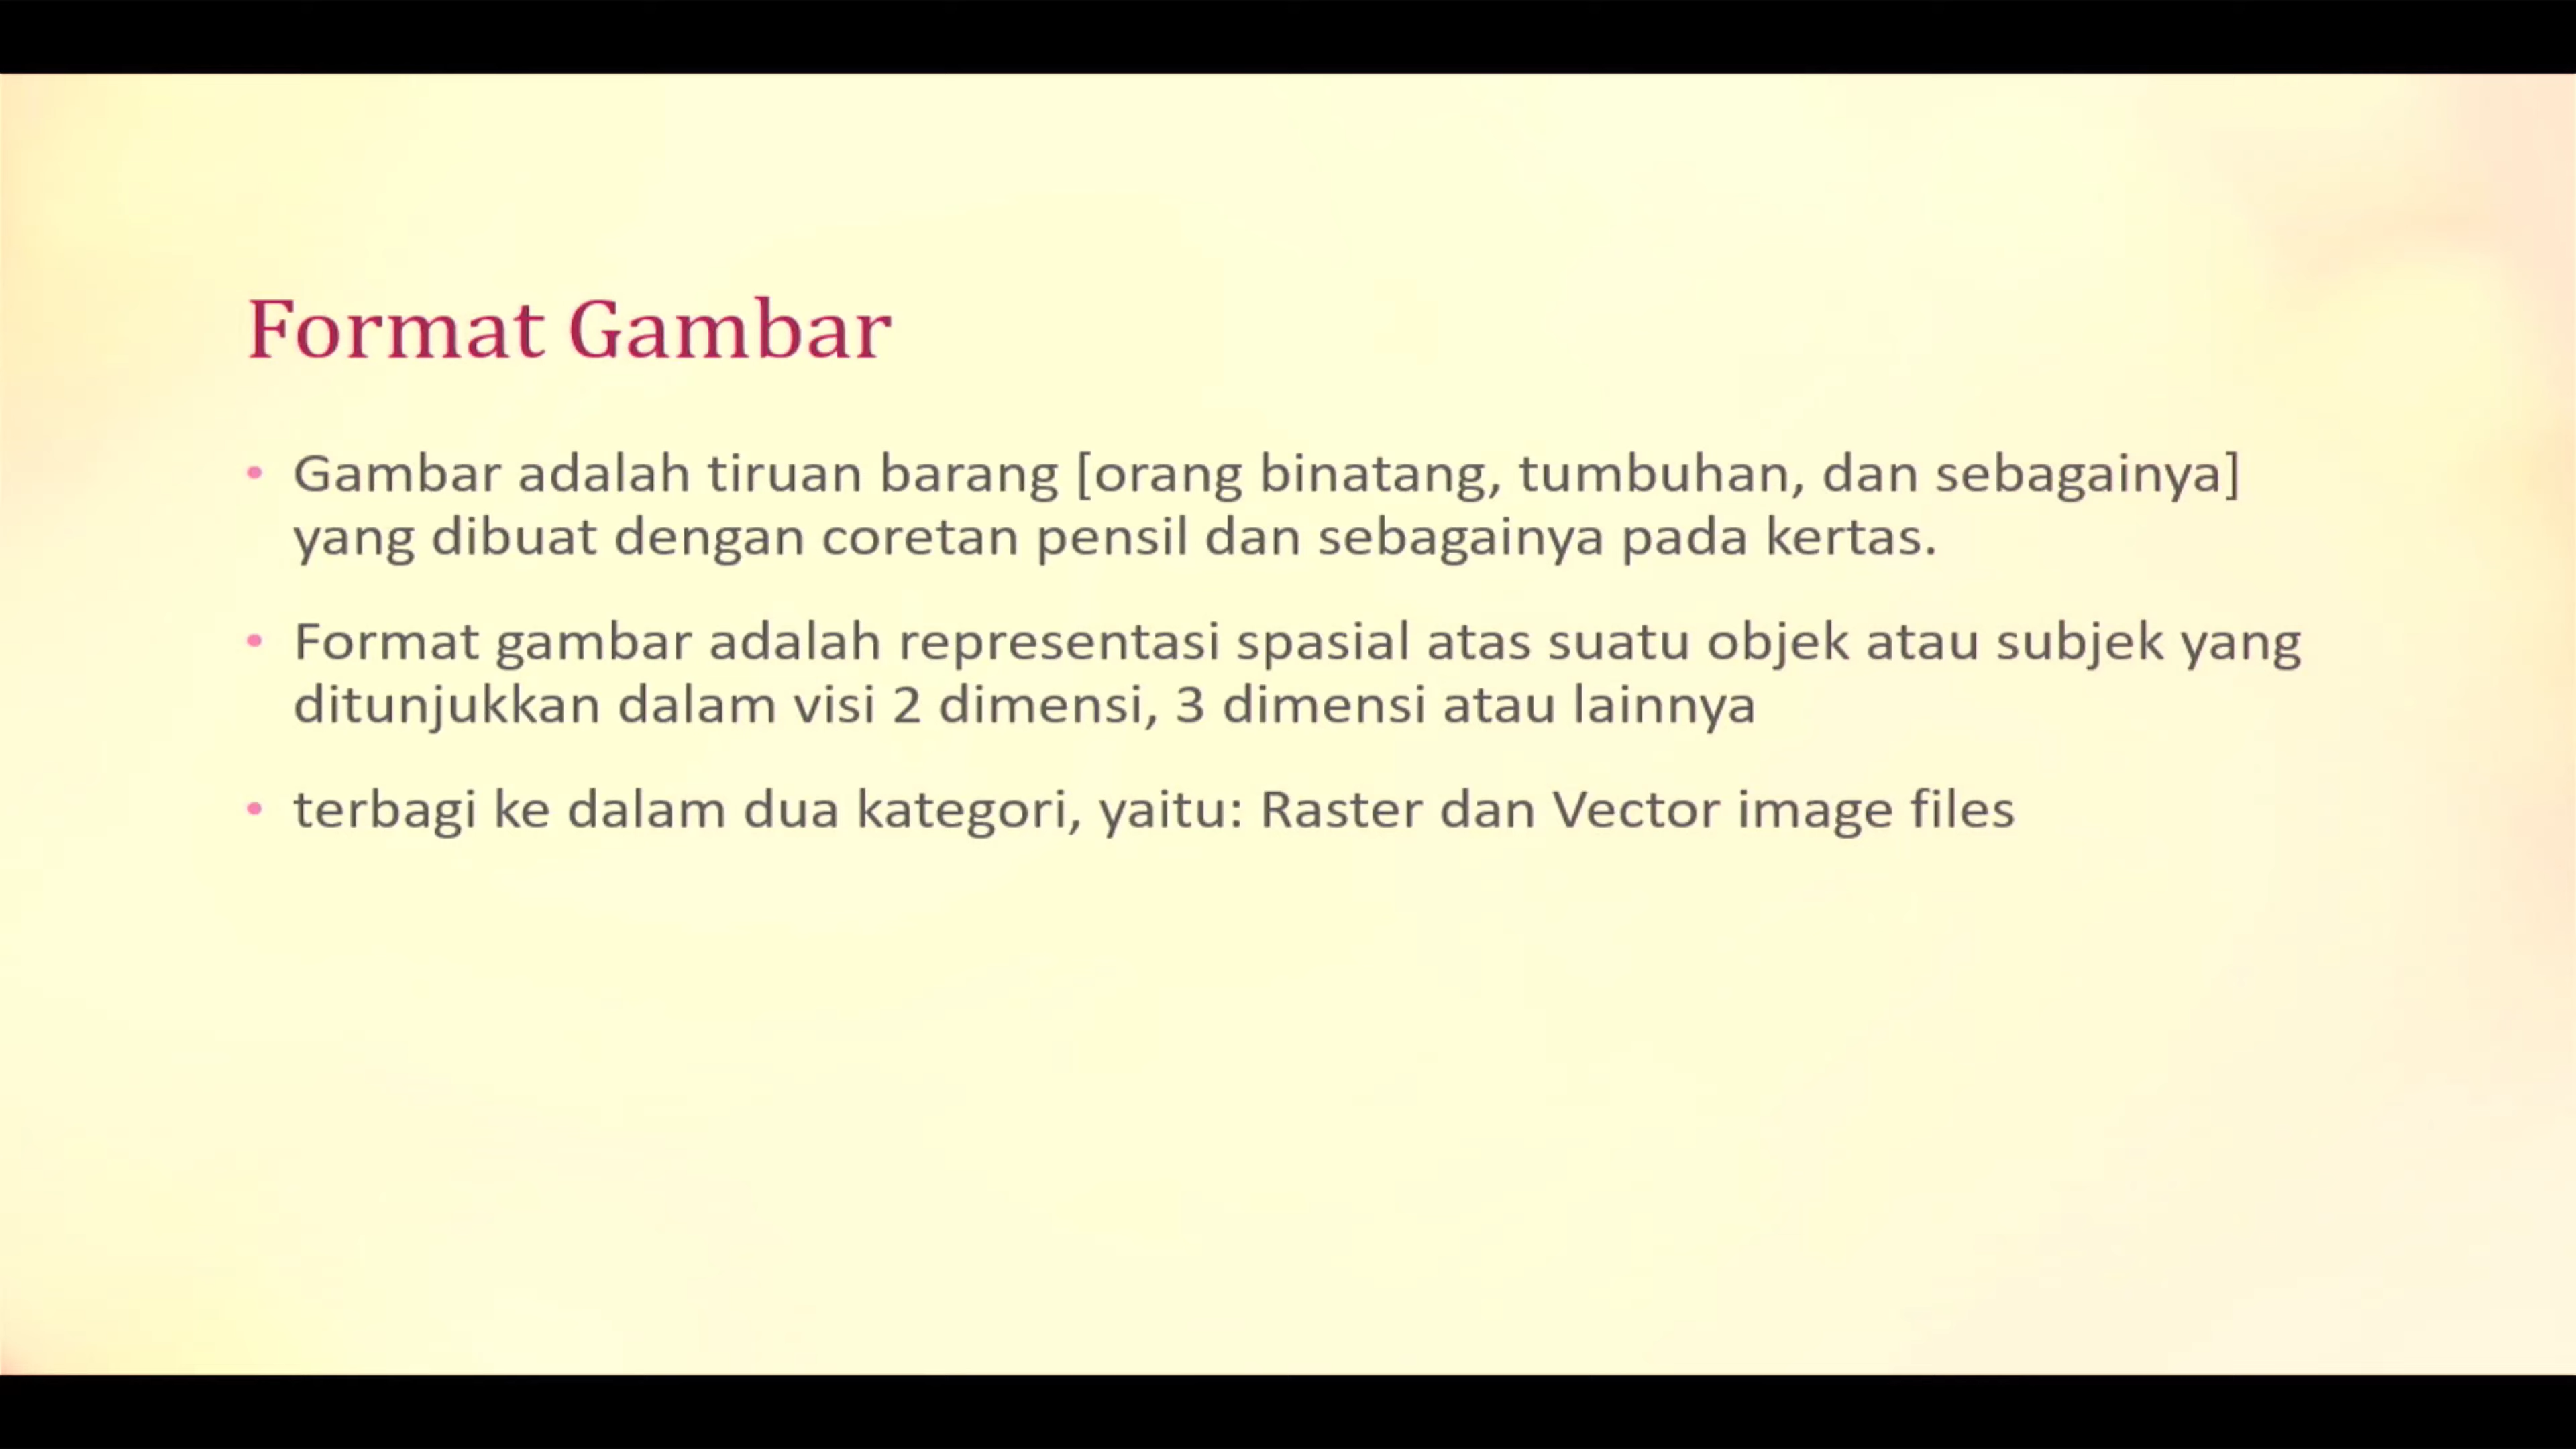 Format Gambar
• Gambar adalah tiruan barang [orang binatang, tumbuhan, dan sebagainya]
yang dibuat dengan coretan pensil dan sebagainya pada kertas.
• Format gambar adalah representasi spasial atas suatu objek atau subjek yang
ditunjukkan dalam visi 2 dimensi, 3 dimensi atau lainnya
• terbagi ke dalam dua kategori, yaitu: Raster dan Vector image files